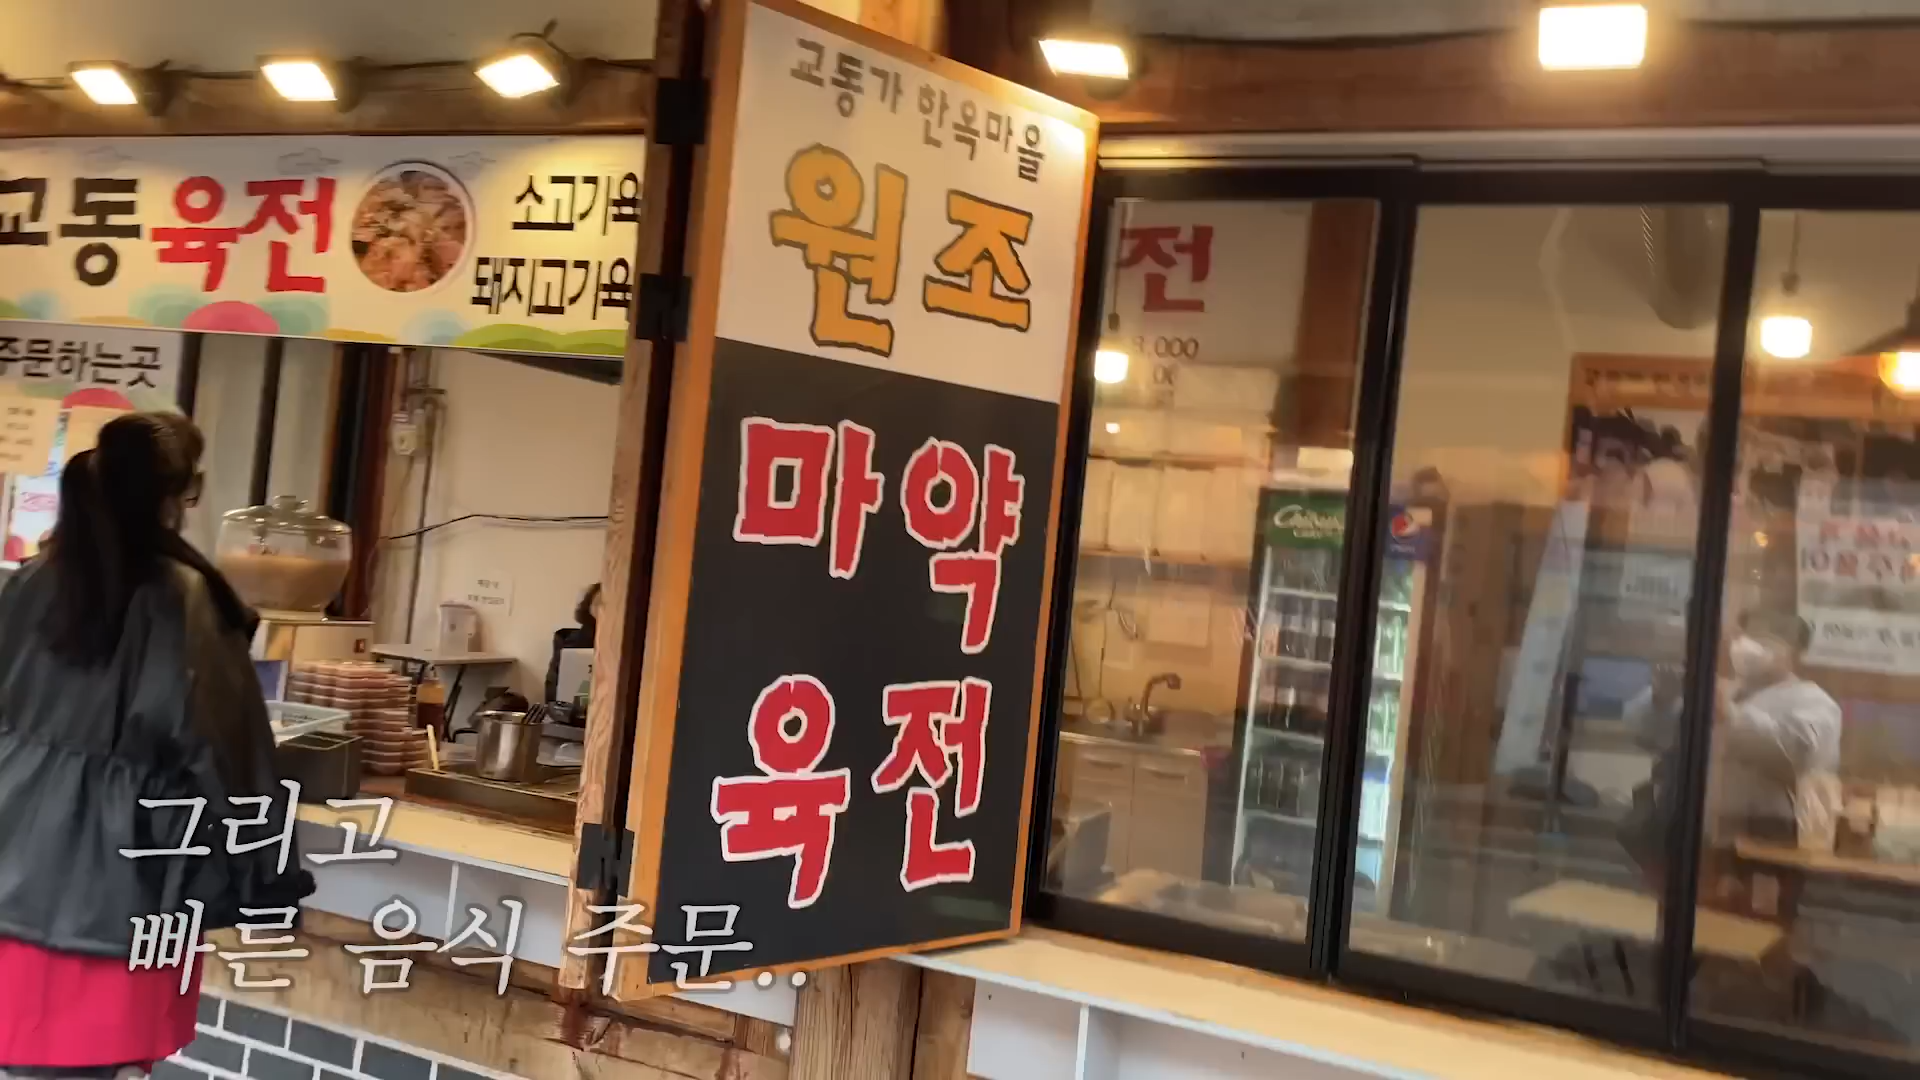 교동육전
소고기육
돼지고기육
주문하는곳
교동가 한옥마을
원조
마약
육전
전
000
그리고
빠른 음식 주문..